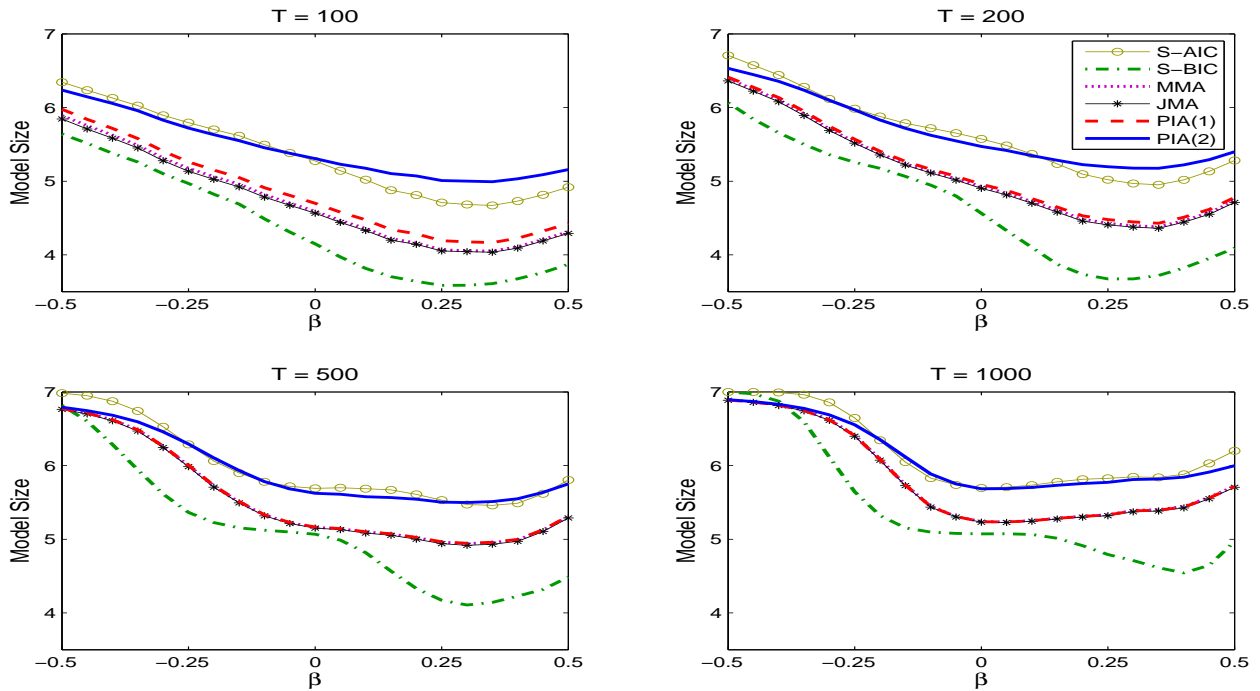 T = 100
7
6
5
4
Model Size
−0.5
−0.25
0
0.25
0.5
β
T = 200
7
6
5
4
Model Size
−0.5
−0.25
0
0.25
0.5
β
S−AIC
S−BIC
MMA
JMA
PIA(1)
PIA(2)
T = 500
7
6
5
4
Model Size
−0.5
−0.25
0
0.25
0.5
β
T = 1000
7
6
5
4
Model Size
−0.5
−0.25
0
0.25
0.5
β